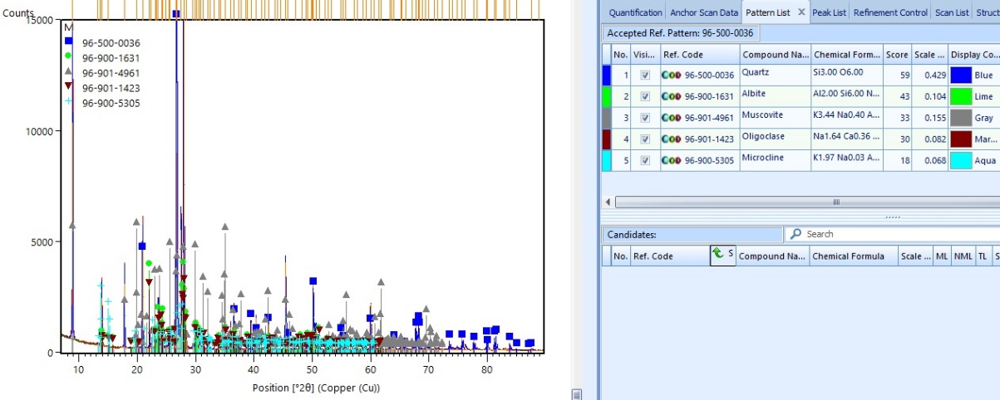 Counts
15000
10000
5000
0
M
96-500-0036
96-900-1631
96-901-4961
96-901-1423
96-900-5305
10 20 30 40 50 60 70 80
Position [°2θ] (Copper (Cu))
Quantification Anchor Scan Data Pattern List X Peak List Refinement Control Scan List Struct
Accepted Ref. Pattern: 96-500-0036
No. Visi... Ref. Code Compound Na... Chemical Form... Score Scale ... Display Co...
1 COD 96-500-0036 Quartz Si3.00 O6.00 59 0.429 Blue
2 COD 96-900-1631 Albite Al2.00 Si6.00 N... 43 0.104 Lime
3 COD 96-901-4961 Muscovite K3.44 Na0.40 A... 33 0.155 Gray
4 COD 96-901-1423 Oligoclase Na1.64 Ca0.36 ... 30 0.082 Mar...
5 COD 96-900-5305 Microcline K1.97 Na0.03 A... 18 0.068 Aqua
Candidates: Search
No. Ref. Code S Compound Na... Chemical Formula Scale ... ML NML TL S